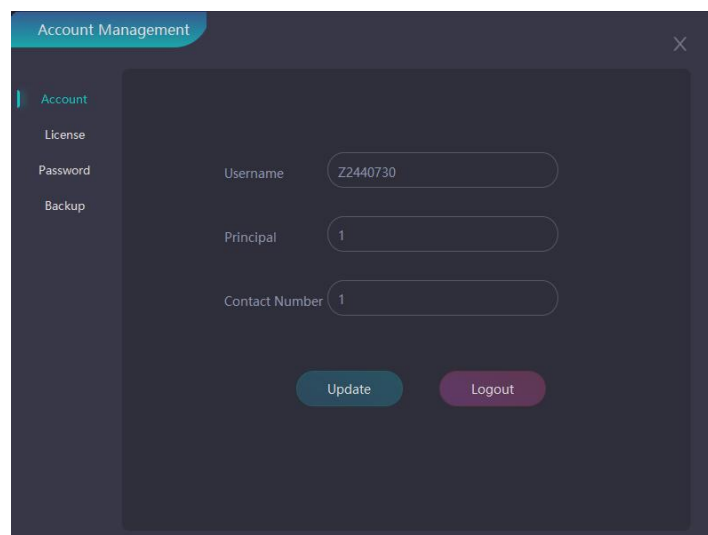 Account Management
X
Account
License
Password
Backup
Username
Z2440730
Principal
1
Contact Number
1
Update
Logout